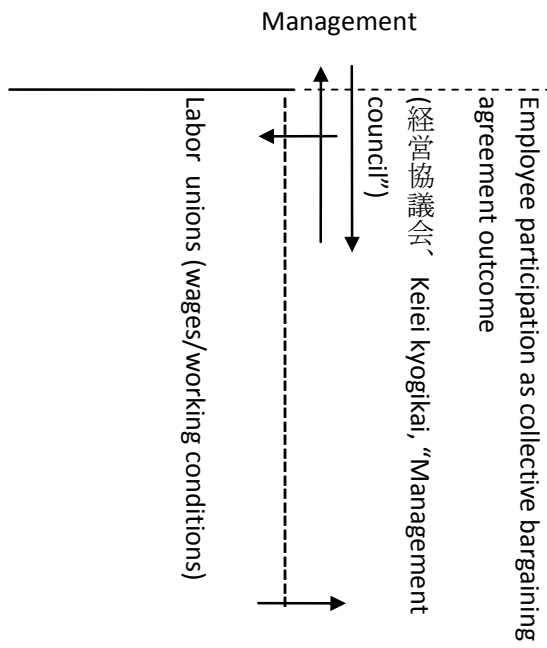 Management
Employee participation as collective bargaining
agreement outcome
(経営協議会、 Keiei kyogikai, “Management
council”)
Labor unions (wages/working conditions)